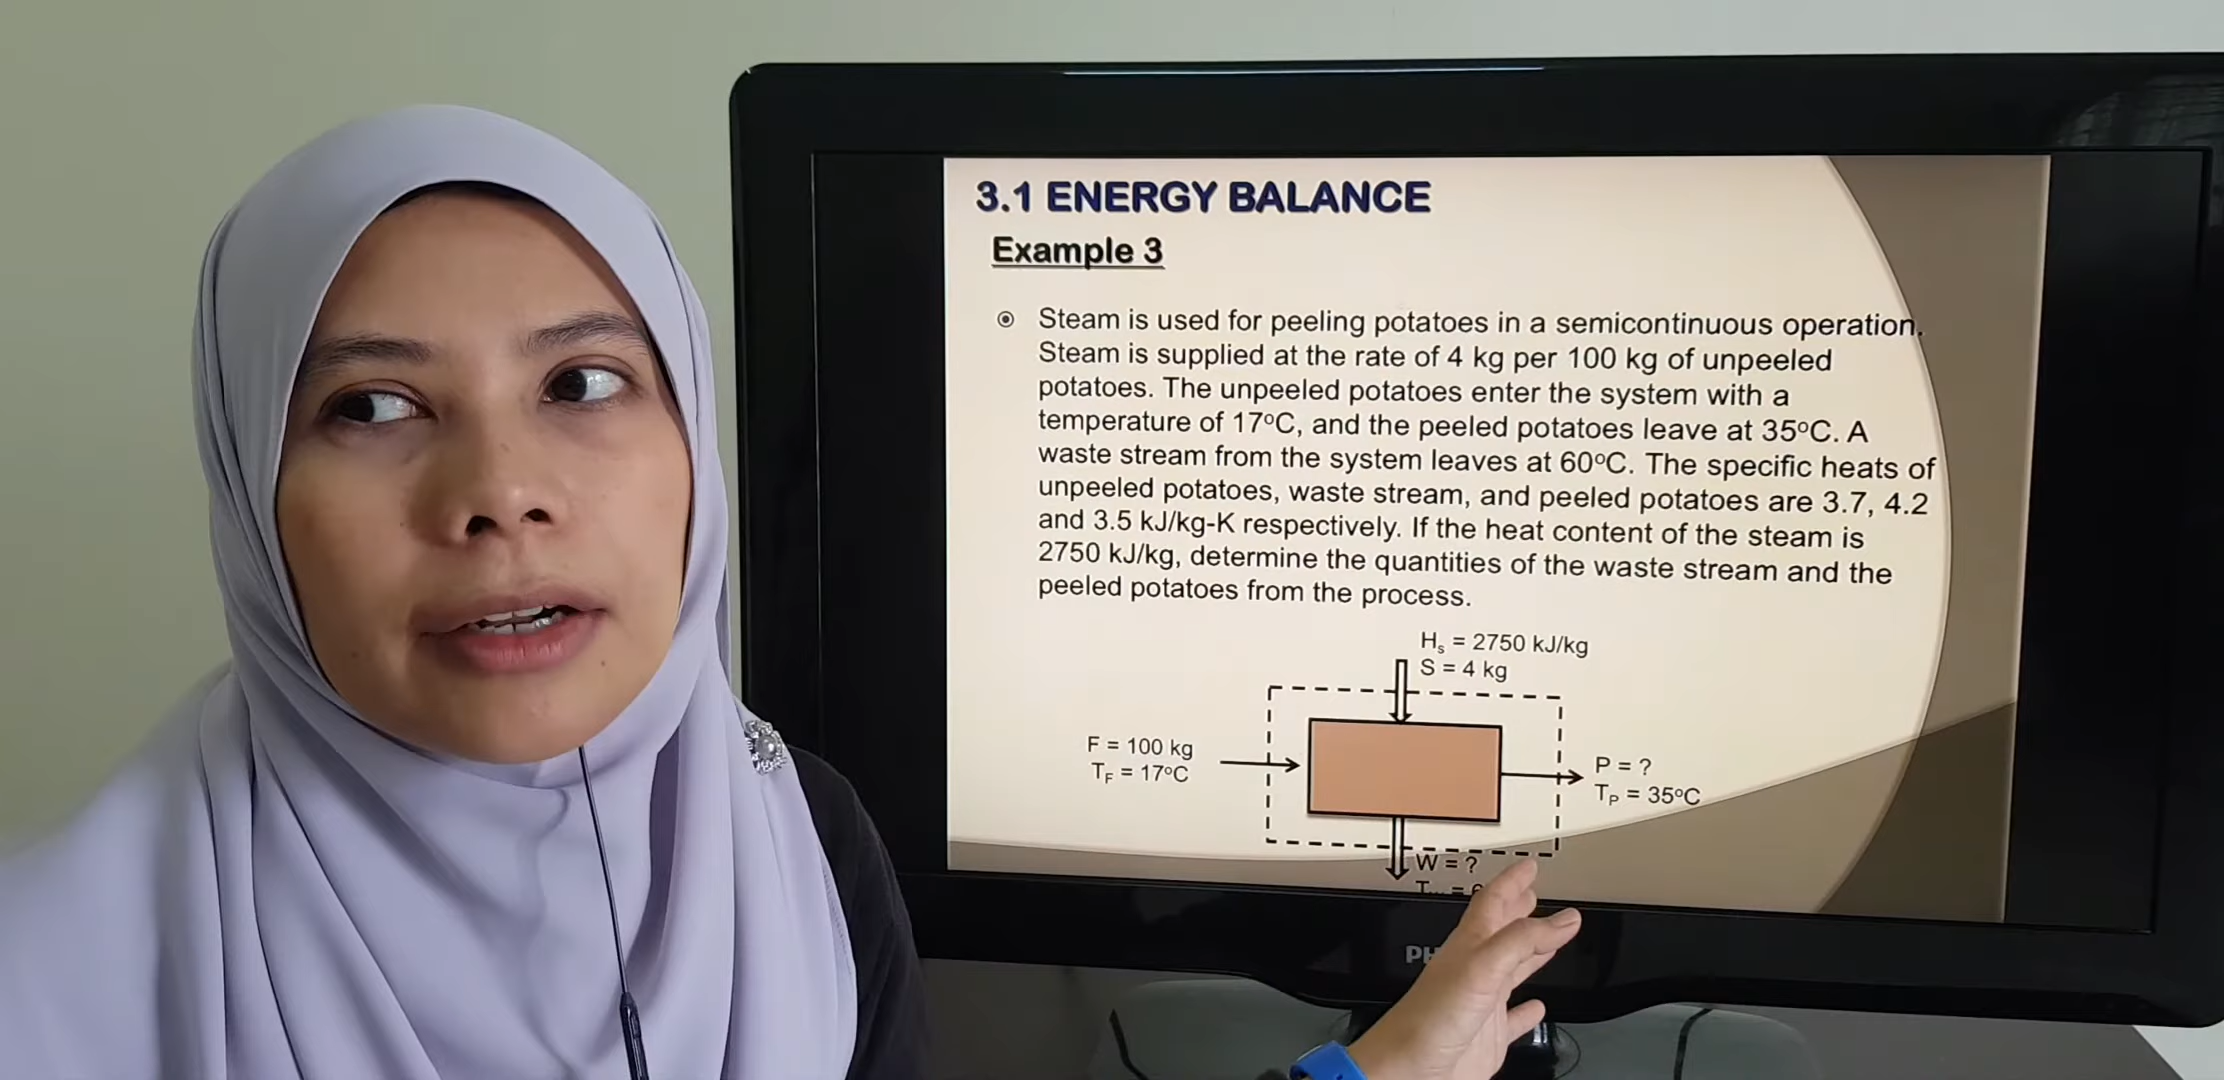 3.1 ENERGY BALANCE
Example 3
Steam is used for peeling potatoes in a semicontinuous operation.
Steam is supplied at the rate of 4 kg per 100 kg of unpeeled
potatoes. The unpeeled potatoes enter the system with a
temperature of 17°C, and the peeled potatoes leave at 35°C. A
waste stream from the system leaves at 60°C. The specific heats of
unpeeled potatoes, waste stream, and peeled potatoes are 3.7, 4.2
and 3.5 kJ/kg-K respectively. If the heat content of the steam is
2750 kJ/kg, determine the quantities of the waste stream and the
peeled potatoes from the process.
Hs = 2750 kJ/kg
S = 4 kg
F = 100 kg
TF = 17°C
P = ?
TP = 35°C
W = ?